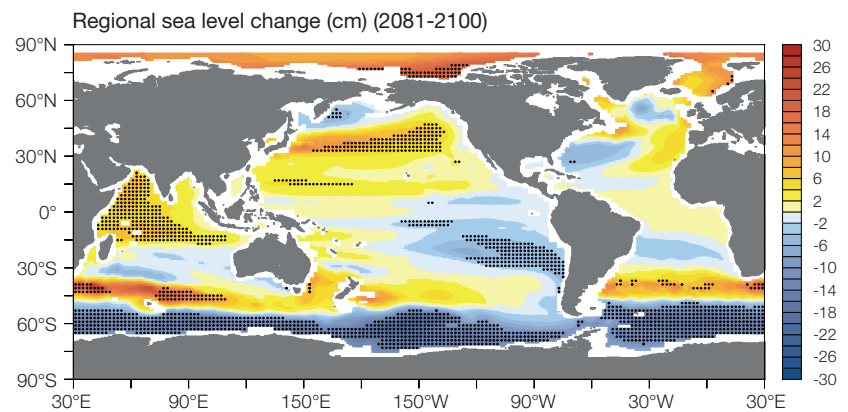 Regional sea level change (cm) (2081-2100)
90°N
60°N
30°N
0°
30°S
60°S
90°S
30°E 90°E 150°E 150°W 90°W 30°W 30°E
30
26
22
18
14
10
6
2
-2
-6
-10
-14
-18
-22
-26
-30